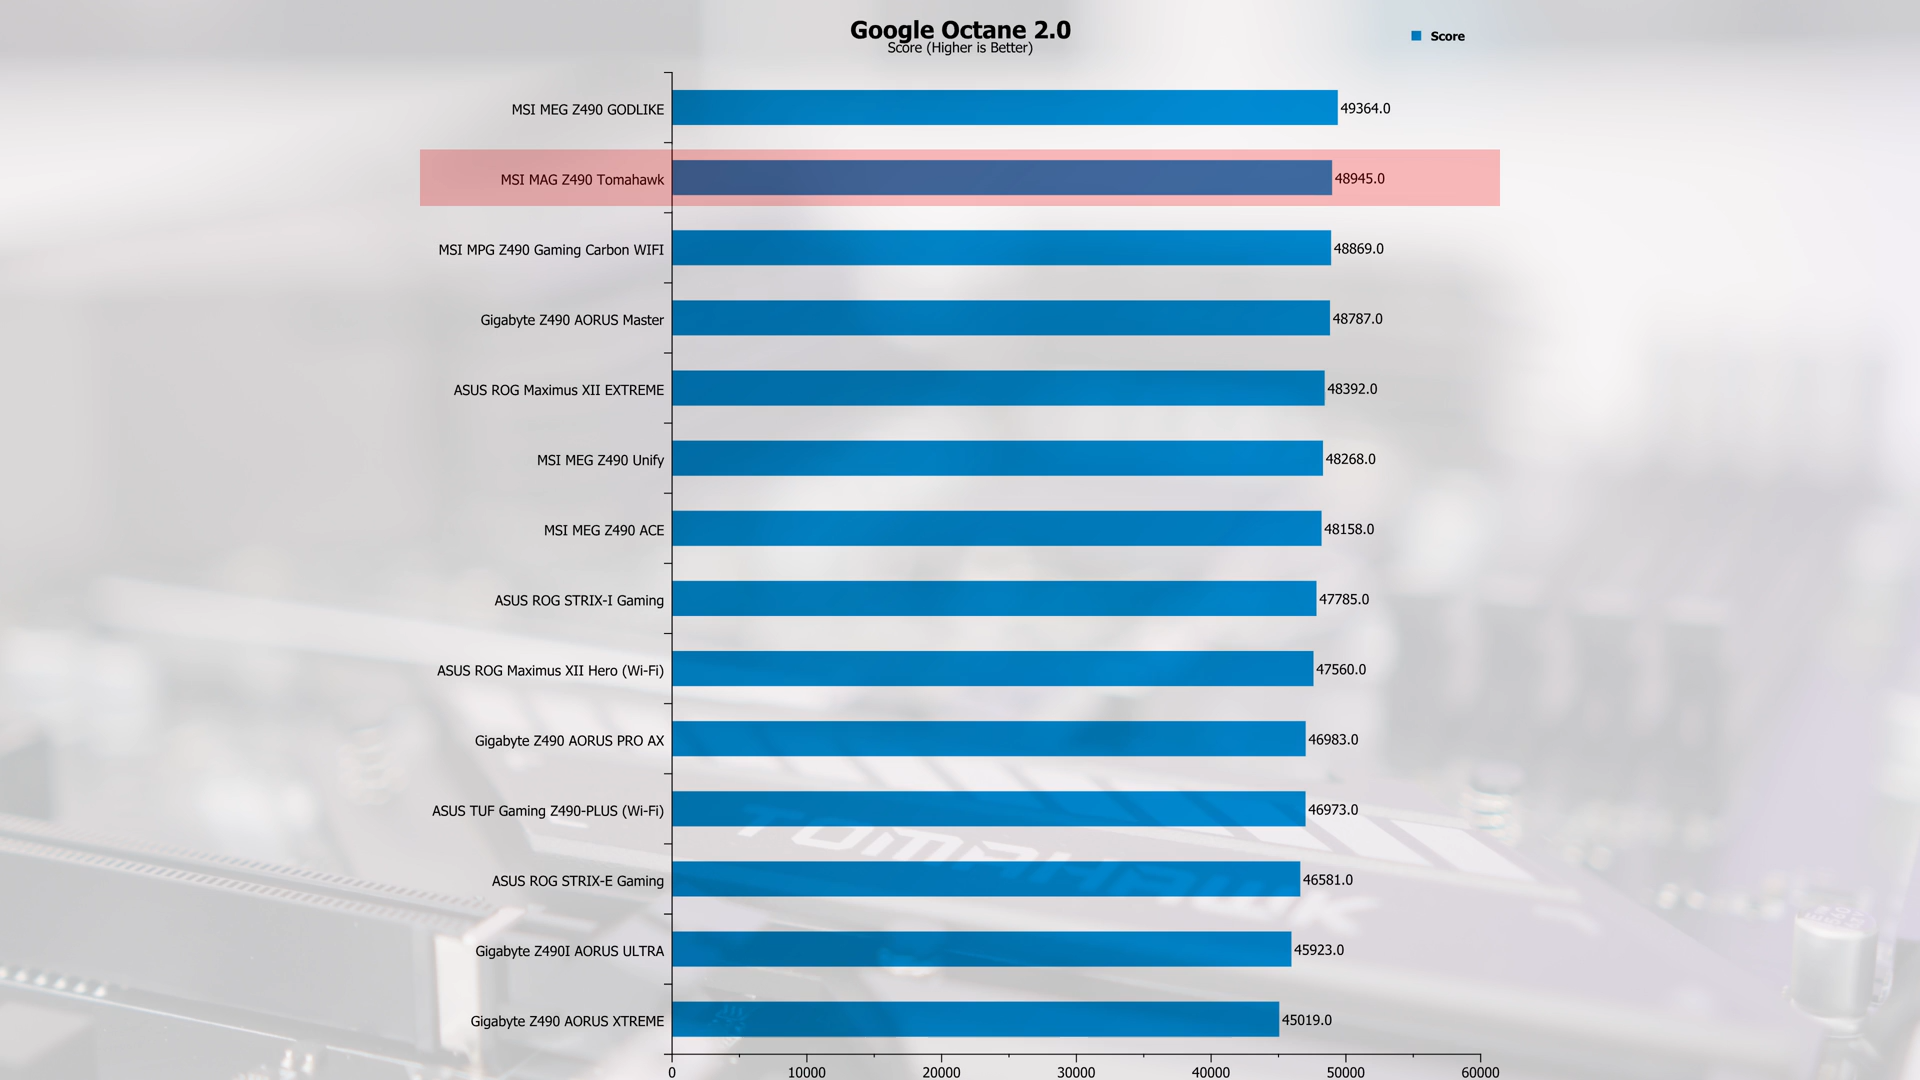 Google Octane 2.0
Score (Higher is Better)
Score
MSI MEG Z490 GODLIKE 49364.0
MSI MAG Z490 Tomahawk 48945.0
MSI MPG Z490 Gaming Carbon WIFI 48869.0
Gigabyte Z490 AORUS Master 48787.0
ASUS ROG Maximus XII EXTREME 48392.0
MSI MEG Z490 Unify 48268.0
MSI MEG Z490 ACE 48158.0
ASUS ROG STRIX-I Gaming 47785.0
ASUS ROG Maximus XII Hero (Wi-Fi) 47560.0
Gigabyte Z490 AORUS PRO AX 46983.0
ASUS TUF Gaming Z490-PLUS (Wi-Fi) 46973.0
TOMAHAWK
ASUS ROG STRIX-E Gaming 46581.0
Gigabyte Z490I AORUS ULTRA 45923.0
Gigabyte Z490 AORUS XTREME 45019.0
0 10000 20000 30000 40000 50000 60000